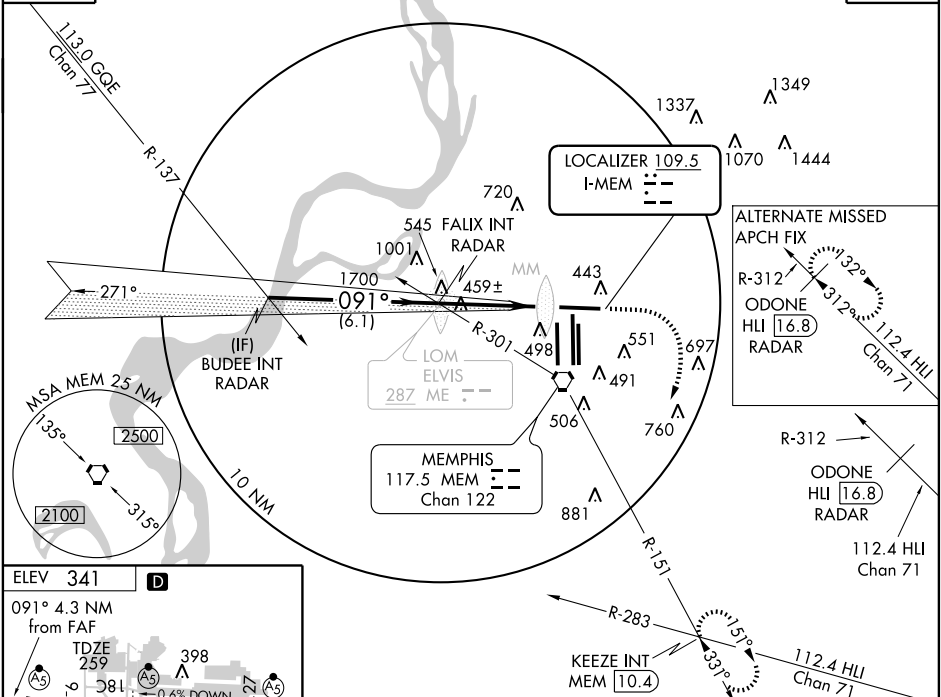 113.0 GQE
Chan 77
R-137
1337
1349
1070
1444
LOCALIZER 109.5
I-MEM
720
545
FALIX INT
RADAR
1001
1700
MM
443
271°
091°
(6.1)
459±
(IF)
BUDEE INT
RADAR
R-301
LOM
ELVIS
287 ME
498
551
697
491
506
760
ALTERNATE MISSED
APCH FIX
R-312
132°
312°
ODONE
HLI 16.8
RADAR
112.4 HLI
Chan 71
MSA MEM 25 NM
135°
2500
2100
315°
10 NM
MEMPHIS
117.5 MEM
Chan 122
881
R-312
ODONE
HLI 16.8
RADAR
112.4 HLI
Chan 71
R-151
R-283
KEEZE INT
MEM 10.4
151°
331°
112.4 HLI
Chan 71
ELEV 341
D
091° 4.3 NM
from FAF
TDZE
259
398
A5
A5
A5
9
18C
0.6% DOWN
27